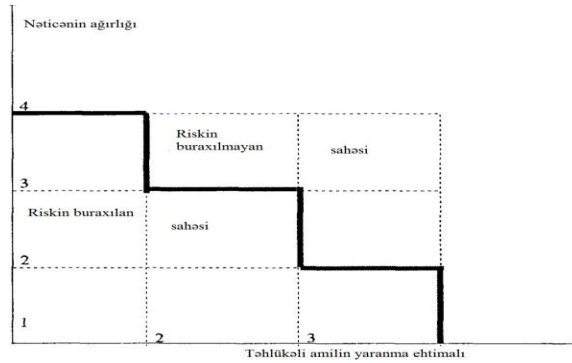 Nəticənin ağırlığı
4
Riskin
buraxılmayan
sahəsi
3
Riskin buraxılan
sahəsi
2
1
2
3
Təhlükəli amilin yaranma ehtimalı